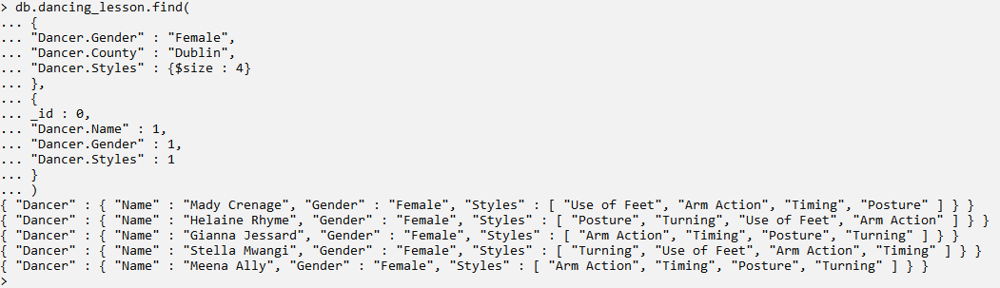 > db.dancing_lesson.find(
... {
... "Dancer.Gender" : "Female",
... "Dancer.County" : "Dublin",
... "Dancer.Styles" : {$size : 4}
... },
... {
... _id : 0,
... "Dancer.Name" : 1,
... "Dancer.Gender" : 1,
... "Dancer.Styles" : 1
... }
... )
{ "Dancer" : { "Name" : "Mady Crenage", "Gender" : "Female", "Styles" : [ "Use of Feet", "Arm Action", "Timing", "Posture" ] } }
{ "Dancer" : { "Name" : "Helaine Rhyme", "Gender" : "Female", "Styles" : [ "Posture", "Turning", "Use of Feet", "Arm Action" ] } }
{ "Dancer" : { "Name" : "Gianna Jessard", "Gender" : "Female", "Styles" : [ "Arm Action", "Timing", "Posture", "Turning" ] } }
{ "Dancer" : { "Name" : "Stella Mwangi", "Gender" : "Female", "Styles" : [ "Turning", "Use of Feet", "Arm Action", "Timing" ] } }
{ "Dancer" : { "Name" : "Meena Ally", "Gender" : "Female", "Styles" : [ "Arm Action", "Timing", "Posture", "Turning" ] } }
>